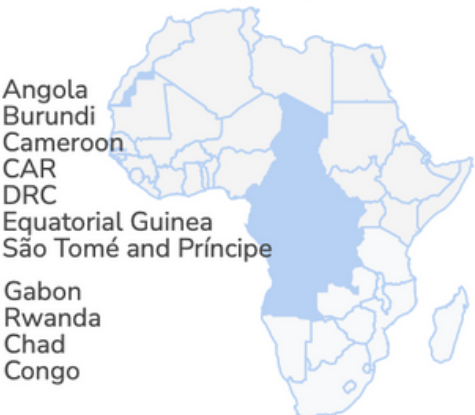 Angola
Burundi
Cameroon
CAR
DRC
Equatorial Guinea
São Tomé and Príncipe
Gabon
Rwanda
Chad
Congo